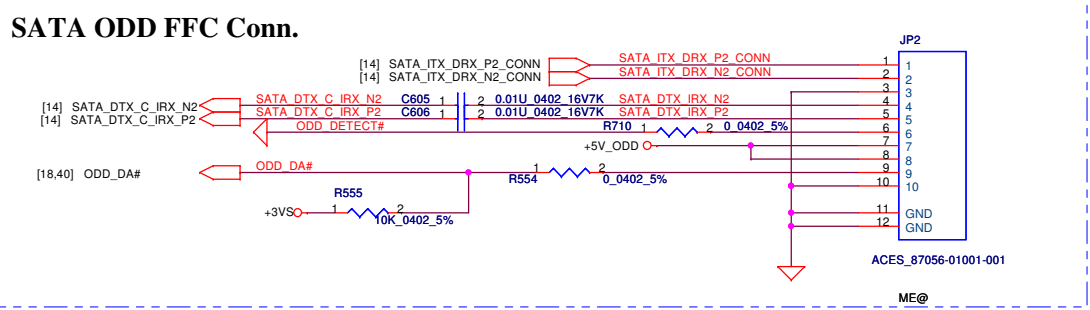 SATA ODD FFC Conn.
JP2
[14] SATA_ITX_DRX_P2_CONN SATA_ITX_DRX_P2_CONN 1 1
[14] SATA_ITX_DRX_N2_CONN SATA_ITX_DRX_N2_CONN 2 2
3 3
[14] SATA_DTX_C_IRX_N2 SATA_DTX_C_IRX_N2 C605 1 2 0.01U_0402_16V7K SATA_DTX_IRX_N2 4 4
[14] SATA_DTX_C_IRX_P2 SATA_DTX_C_IRX_P2 C606 1 2 0.01U_0402_16V7K SATA_DTX_IRX_P2 5 5
ODD_DETECT# R710 1 2 0_0402_5% 6 6
+5V_ODD 7 7
8 8
[18,40] ODD_DA# ODD_DA# R554 1 2 0_0402_5% 9 9
10 10
R555
+3VS 1 2 10K_0402_5% 11 GND
12 GND
ACES_87056-01001-001
ME@